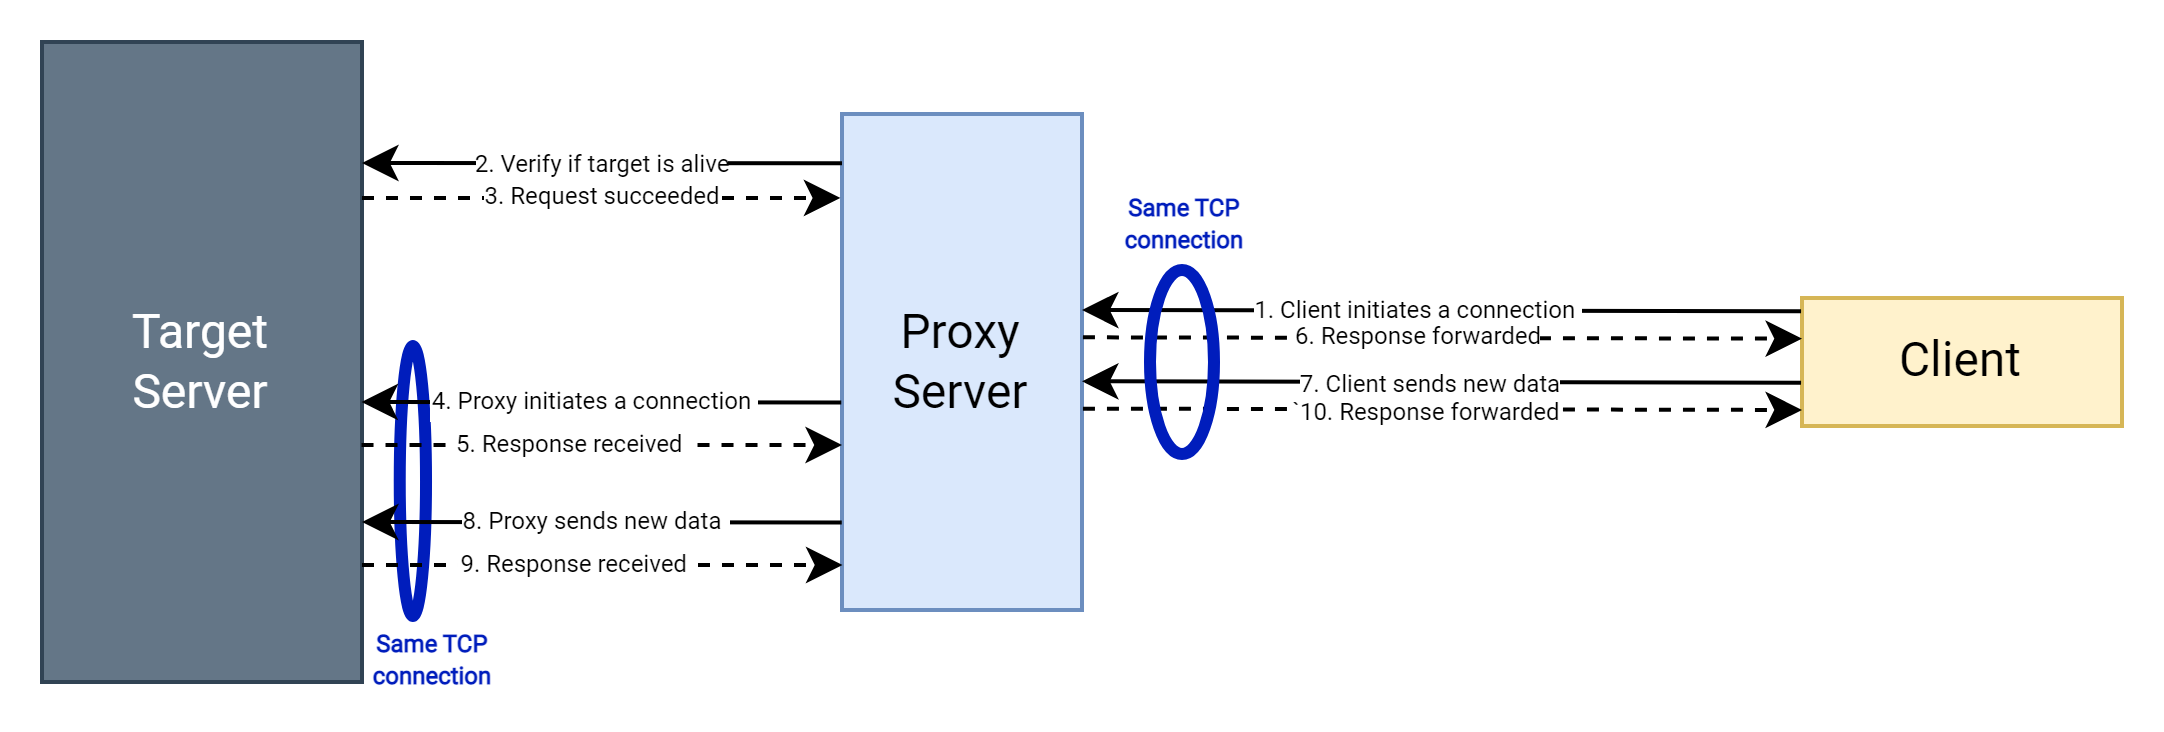 2. Verify if target is alive
3. Request succeeded
Same TCP
connection
1. Client initiates a connection
6. Response forwarded
7. Client sends new data
`10. Response forwarded
Target
Server
Proxy
Server
Client
4. Proxy initiates a connection
5. Response received
8. Proxy sends new data
9. Response received
Same TCP
connection